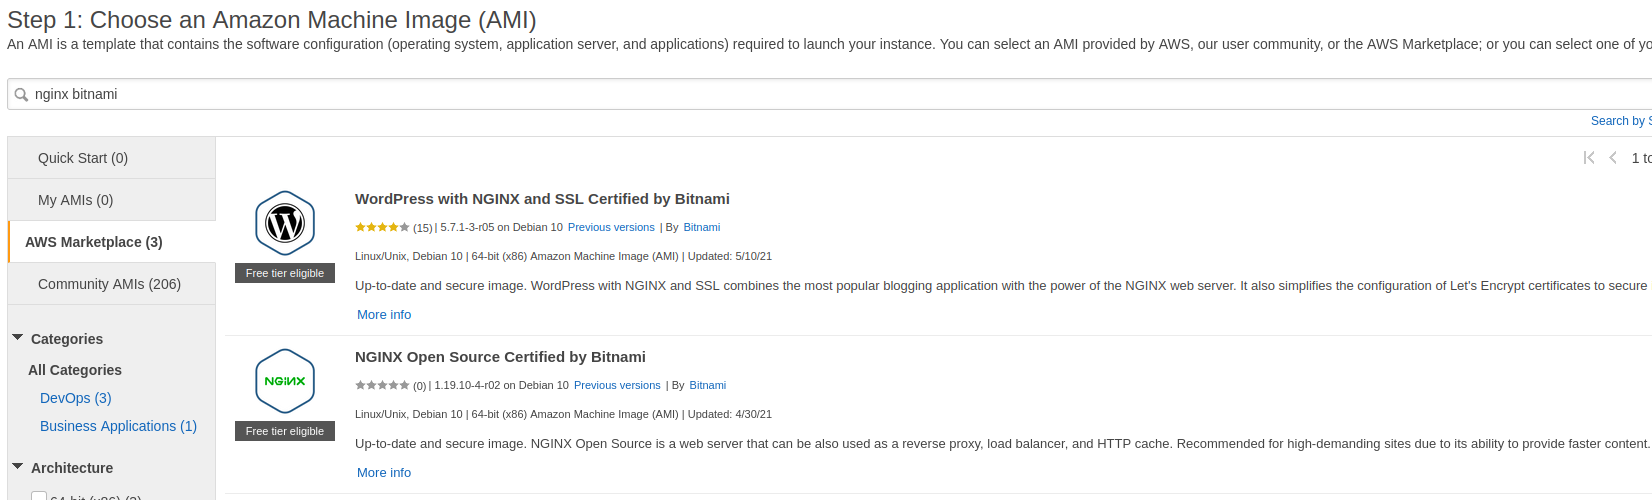 Step 1: Choose an Amazon Machine Image (AMI)
An AMI is a template that contains the software configuration (operating system, application server, and applications) required to launch your instance. You can select an AMI provided by AWS, our user community, or the AWS Marketplace; or you can select one of yo
nginx bitnami
Search by S
Quick Start (0)
1 to
My AMIs (0)
AWS Marketplace (3)
Community AMIs (206)
Categories
All Categories
DevOps (3)
Business Applications (1)
Architecture
64-bit (x86) (3)
WordPress with NGINX and SSL Certified by Bitnami
(15) | 5.7.1-3-r05 on Debian 10 Previous versions | By Bitnami
Linux/Unix, Debian 10 | 64-bit (x86) Amazon Machine Image (AMI) | Updated: 5/10/21
Free tier eligible
Up-to-date and secure image. WordPress with NGINX and SSL combines the most popular blogging application with the power of the NGINX web server. It also simplifies the configuration of Let's Encrypt certificates to secure
More info
NGINX Open Source Certified by Bitnami
NGINX
(0) | 1.19.10-4-r02 on Debian 10 Previous versions | By Bitnami
Linux/Unix, Debian 10 | 64-bit (x86) Amazon Machine Image (AMI) | Updated: 4/30/21
Free tier eligible
Up-to-date and secure image. NGINX Open Source is a web server that can be also used as a reverse proxy, load balancer, and HTTP cache. Recommended for high-demanding sites due to its ability to provide faster content.
More info